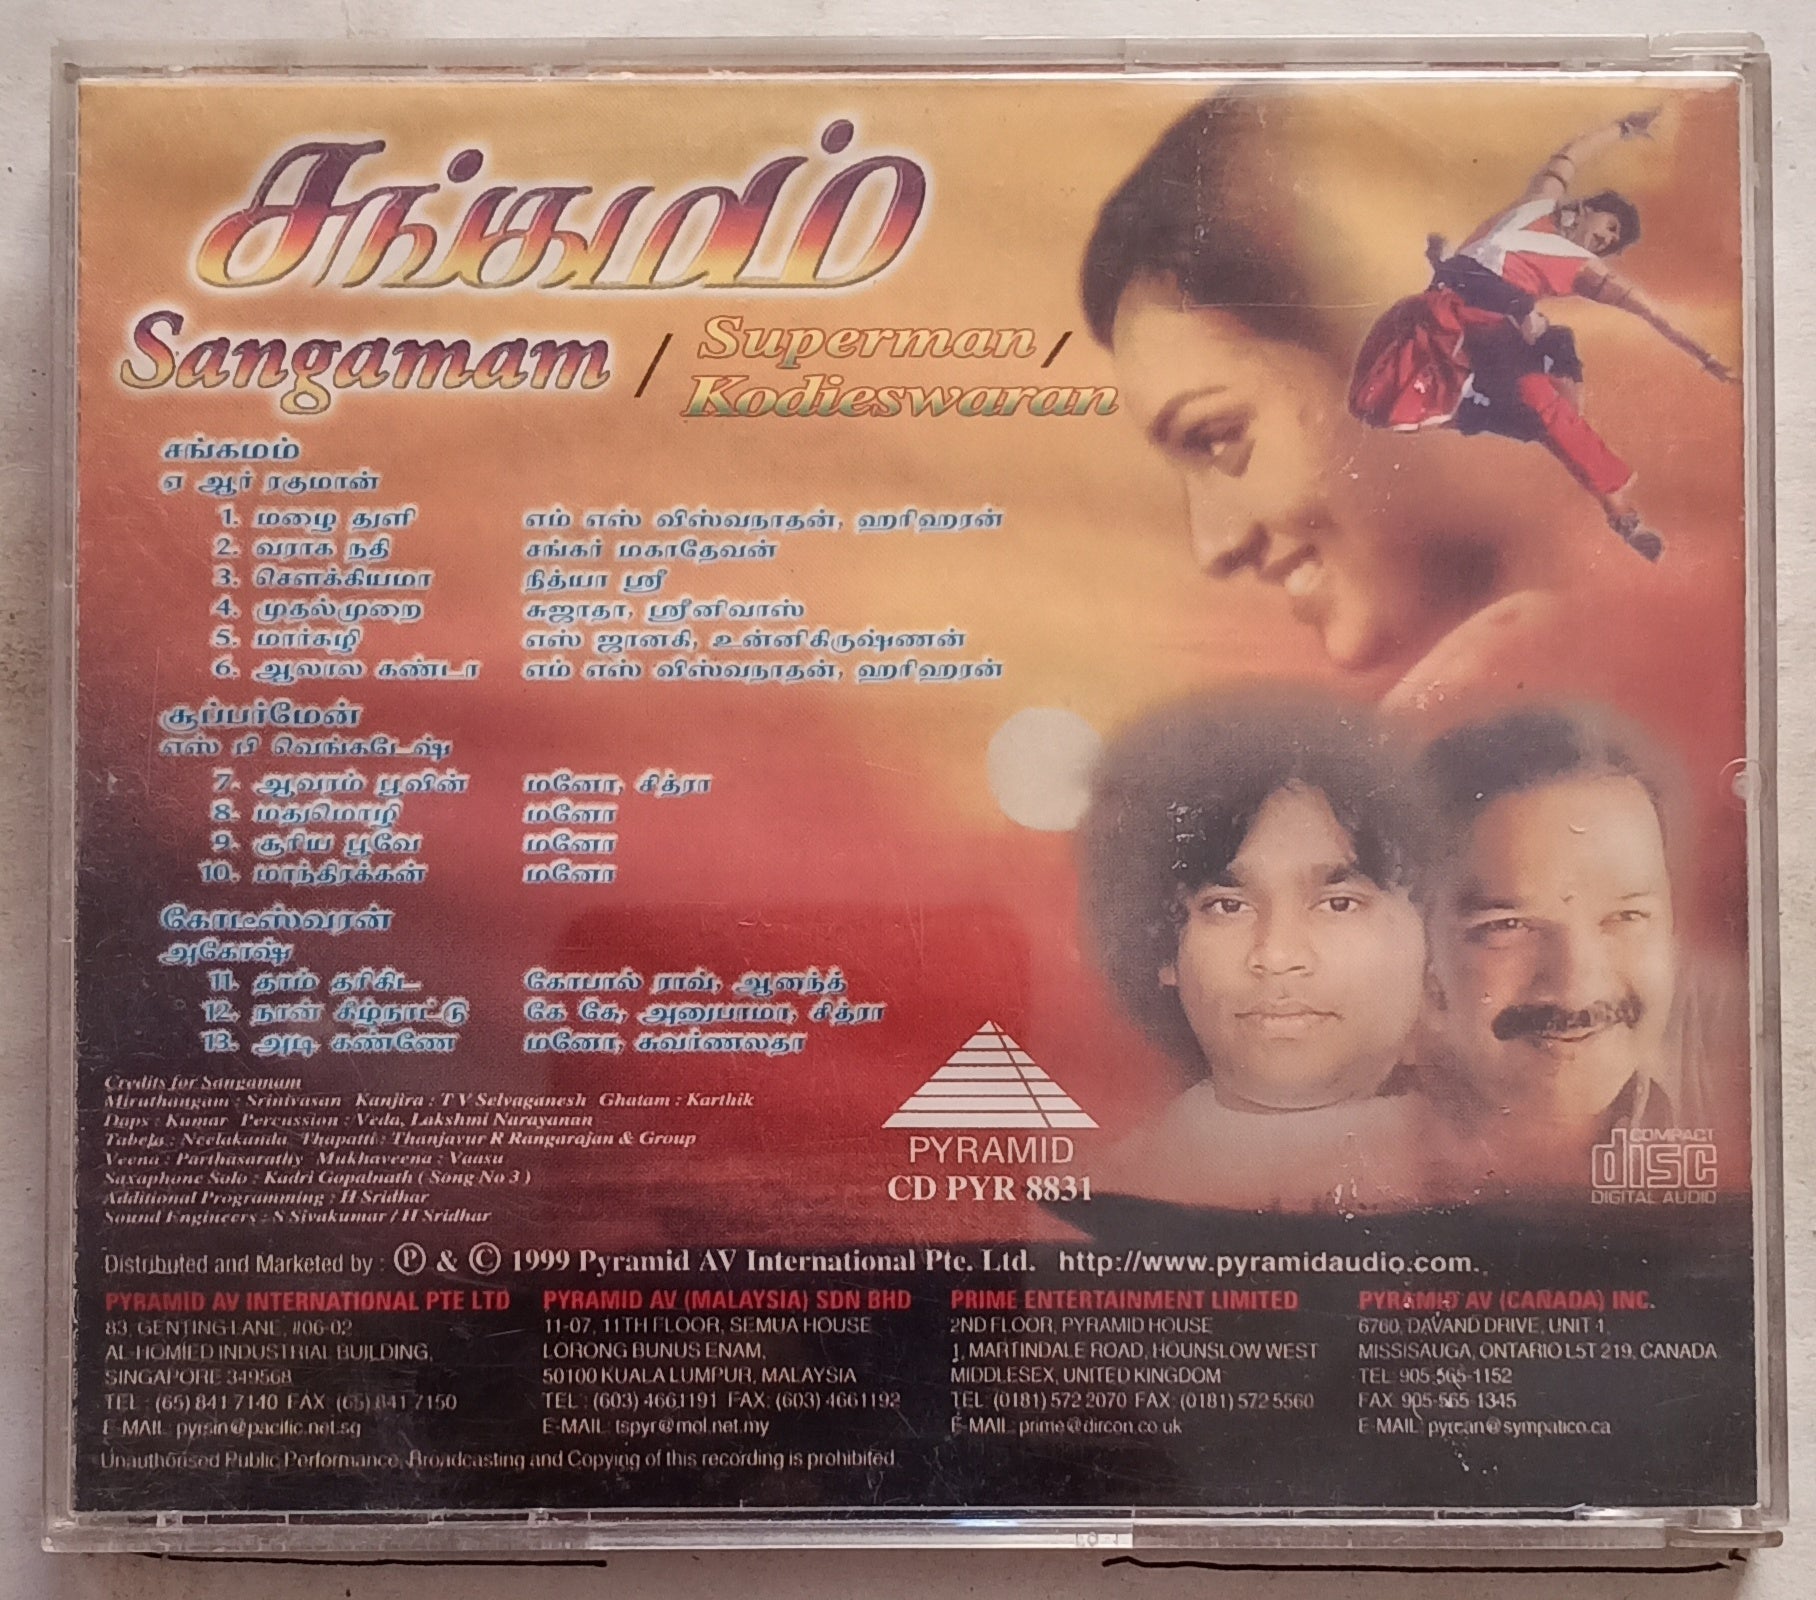 சங்கமம்
Sangamam / Superman /
Kodieswaran
சங்கமம்
ஏ ஆர் ரகுமான்
1. மழை துளி எம் எஸ் விஸ்வநாதன், ஹரிஹரன்
2. வராக நதி சங்கர் மகாதேவன்
3. சௌக்கியமா நித்யா ஸ்ரீ
4. முதல்முறை சுஜாதா, ஸ்ரீனிவாஸ்
5. மார்கழி எஸ் ஜானகி, உன்னிகிருஷ்ணன்
6. ஆலால கண்டா எம் எஸ் விஸ்வநாதன், ஹரிஹரன்
சூப்பர்மேன்
எஸ் பி வெங்கடேஷ்
7. ஆவாரம் பூவின் மனோ, சித்ரா
8. மதுமொழி மனோ
9. சூரிய பூவே மனோ
10. மாந்திரக்கன் மனோ
கோடீஸ்வரன்
அகோஷ்
11. தாம் தரிகிட கோபால் ராவ், ஆனந்த்
12. நான் கீழ்நாட்டு கே கே, அனுபாமா, சித்ரா
13. அடி கண்ணே மனோ, சுவர்ணலதா
Credits for Sangamam
Miruthangam : Srinivasan Kanjira : T V Selvaganesh Ghatam : Karthik
Daps : Kumar Percussion : Veda, Lakshmi Narayanan
Tabela : Neelakanda Thapatti : Thanjavur R Rangarajan & Group
Veena : Parthasarathy Mukhaveena : Vaasu
Saxaphone Solo : Kadri Gopalnath ( Song No 3 )
Additional Programming : H Sridhar
Sound Engineers : S Sivakumar / H Sridhar
PYRAMID
CD PYR 8831
COMPACT
disc
DIGITAL AUDIO
Distributed and Marketed by : Ⓟ & © 1999 Pyramid AV International Pte. Ltd. http://www.pyramidaudio.com.
PYRAMID AV INTERNATIONAL PTE LTD
83, GENTING LANE, #06-02
AL-HOMIED INDUSTRIAL BUILDING,
SINGAPORE 349568
TEL : (65) 841 7140 FAX : (65) 841 7150
E-MAIL : pyrsin@pacific.net.sg
PYRAMID AV (MALAYSIA) SDN BHD
11-07, 11TH FLOOR, SEMUA HOUSE
LORONG BUNUS ENAM,
50100 KUALA LUMPUR, MALAYSIA
TEL : (603) 4661191 FAX: (603) 4661192
E-MAIL : tspyr@mol.net.my
PRIME ENTERTAINMENT LIMITED
2ND FLOOR, PYRAMID HOUSE
1, MARTINDALE ROAD, HOUNSLOW WEST
MIDDLESEX, UNITED KINGDOM
TEL: (0181) 572 2070 FAX: (0181) 572 5560
E-MAIL : prime@dircon.co.uk
PYRAMID AV (CANADA) INC.
6760, DAVAND DRIVE, UNIT 1,
MISSISAUGA, ONTARIO L5T 219, CANADA
TEL: 905-565-1152
FAX: 905-565-1345
E-MAIL : pyrcan@sympatico.ca
Unauthorised Public Performance, Broadcasting and Copying of this recording is prohibited.